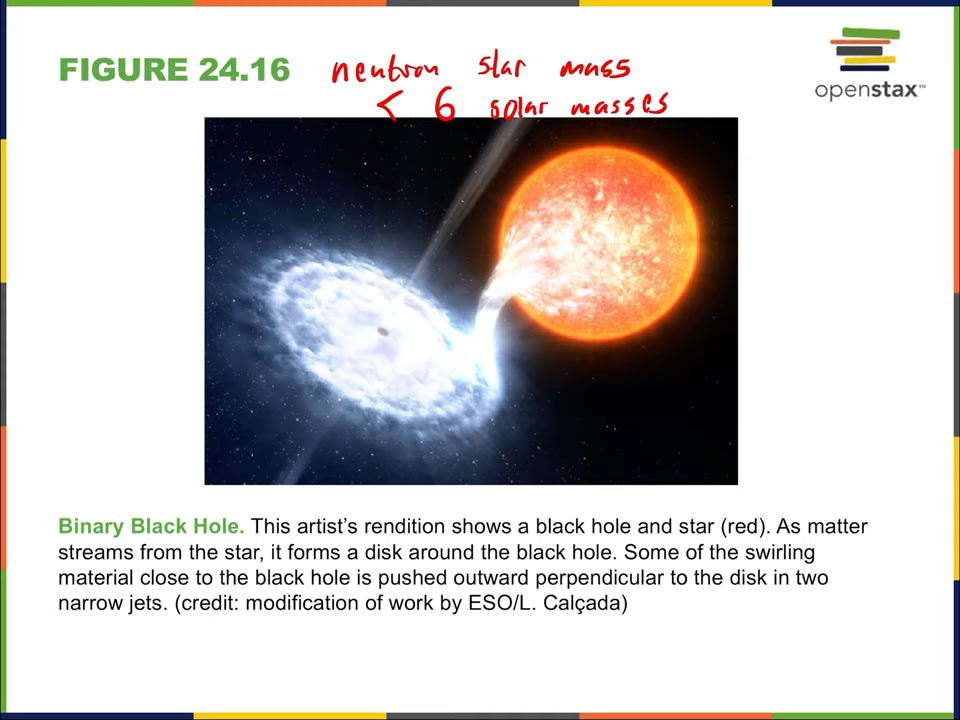 FIGURE 24.16
neutron star mass
< 6 solar masses
openstax™
Binary Black Hole. This artist’s rendition shows a black hole and star (red). As matter
streams from the star, it forms a disk around the black hole. Some of the swirling
material close to the black hole is pushed outward perpendicular to the disk in two
narrow jets. (credit: modification of work by ESO/L. Calçada)